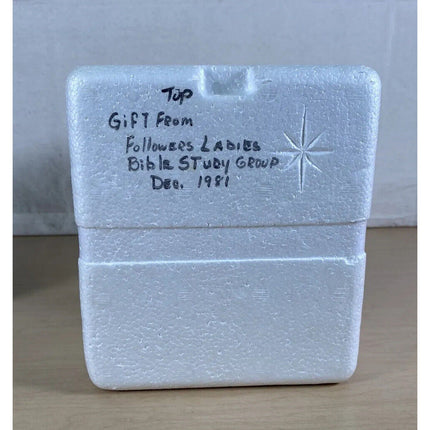 Top
GIFT FROM
FOLLOWERS LADIES
BIBLE STUDY GROUP
DEC. 1981